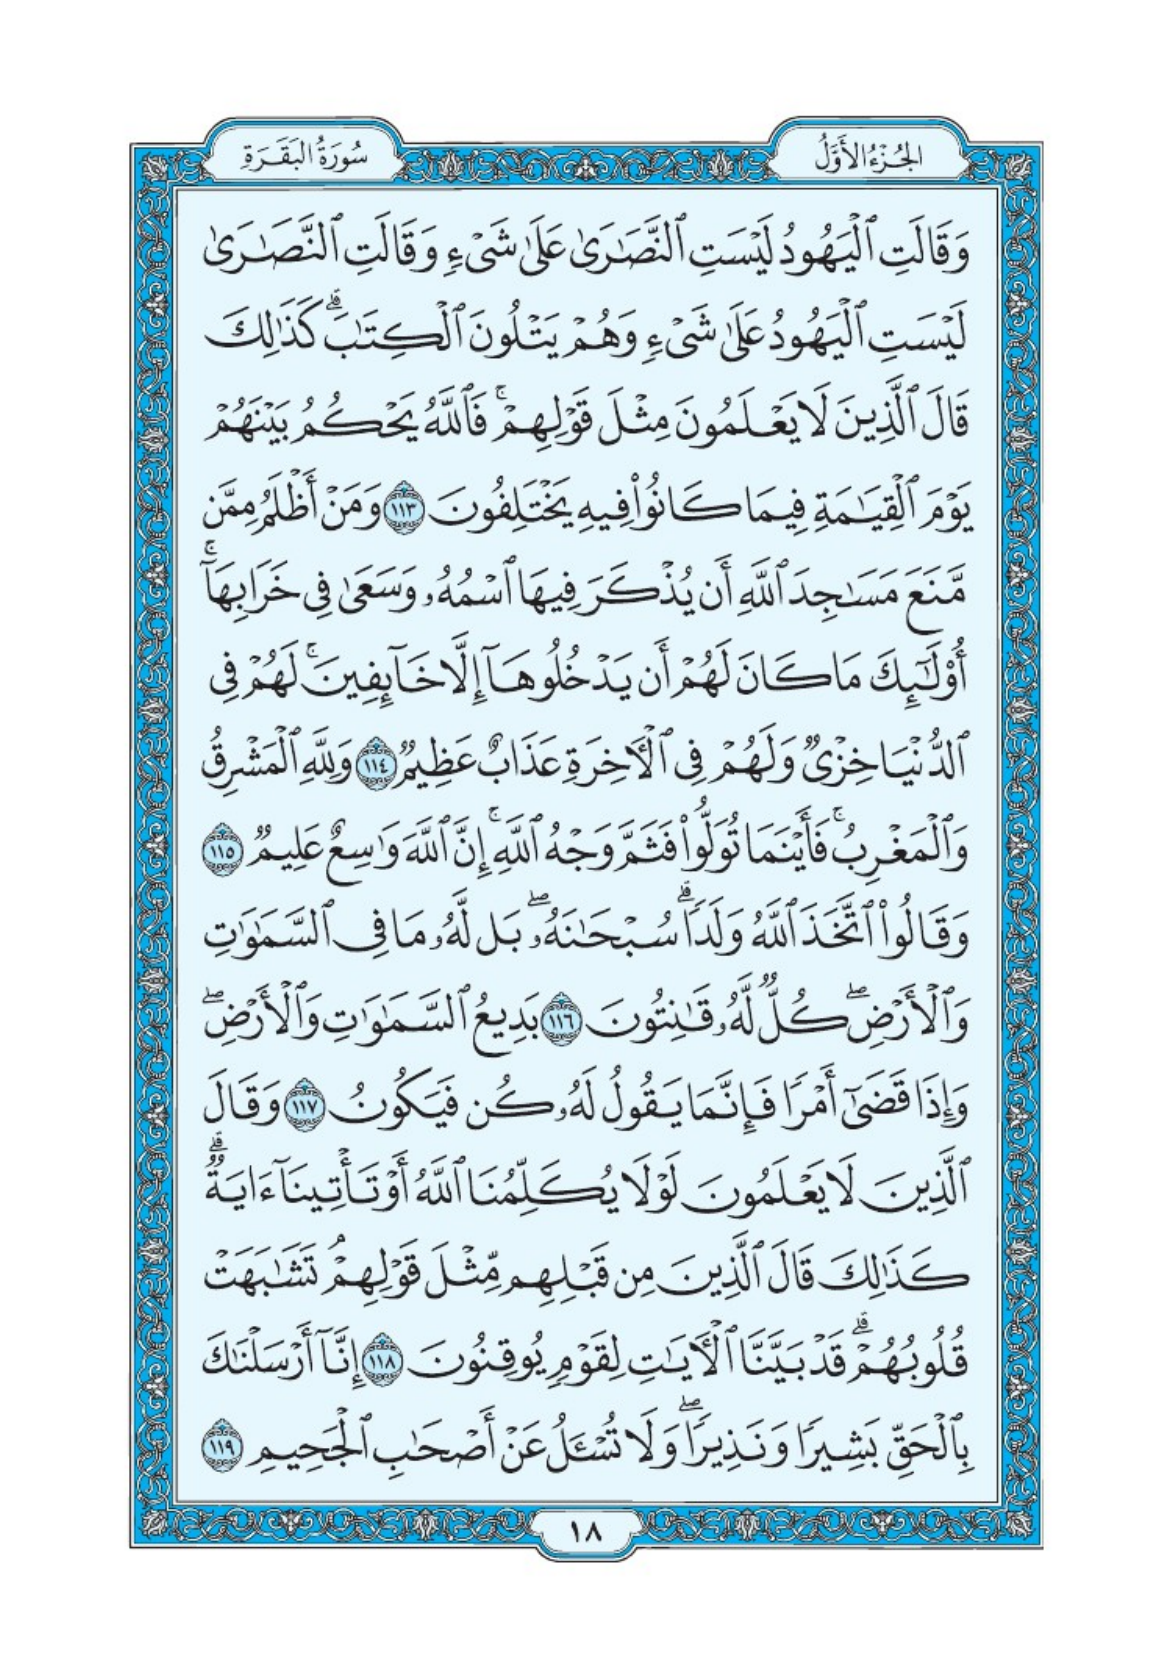 الجُزْءُ الأَوَّلُ
سُورَةُ البَقَرَةِ
وَقَالَتِ ٱلۡيَهُودُ لَيۡسَتِ ٱلنَّصَٰرَىٰ عَلَىٰ شَيۡءٖ وَقَالَتِ ٱلنَّصَٰرَىٰ
لَيۡسَتِ ٱلۡيَهُودُ عَلَىٰ شَيۡءٖ وَهُمۡ يَتۡلُونَ ٱلۡكِتَٰبَۗ كَذَٰلِكَ
قَالَ ٱلَّذِينَ لَا يَعۡلَمُونَ مِثۡلَ قَوۡلِهِمۡۚ فَٱللَّهُ يَحۡكُمُ بَيۡنَهُمۡ
يَوۡمَ ٱلۡقِيَٰمَةِ فِيمَا كَانُواْ فِيهِ يَخۡتَلِفُونَ ١١٣ وَمَنۡ أَظۡلَمُ مِمَّن
مَّنَعَ مَسَٰجِدَ ٱللَّهِ أَن يُذۡكَرَ فِيهَا ٱسۡمُهُۥ وَسَعَىٰ فِي خَرَابِهَآۚ
أُوْلَٰٓئِكَ مَا كَانَ لَهُمۡ أَن يَدۡخُلُوهَآ إِلَّا خَآئِفِينَۚ لَهُمۡ فِي
ٱلدُّنۡيَا خِزۡيٞ وَلَهُمۡ فِي ٱلۡأٓخِرَةِ عَذَابٌ عَظِيمٞ ١١٤ وَلِلَّهِ ٱلۡمَشۡرِقُ
وَٱلۡمَغۡرِبُۚ فَأَيۡنَمَا تُوَلُّواْ فَثَمَّ وَجۡهُ ٱللَّهِۚ إِنَّ ٱللَّهَ وَٰسِعٌ عَلِيمٞ ١١٥
وَقَالُواْ ٱتَّخَذَ ٱللَّهُ وَلَدٗاۗ سُبۡحَٰنَهُۥۖ بَل لَّهُۥ مَا فِي ٱلسَّمَٰوَٰتِ
وَٱلۡأَرۡضِۖ كُلّٞ لَّهُۥ قَٰنِتُونَ ١١٦ بَدِيعُ ٱلسَّمَٰوَٰتِ وَٱلۡأَرۡضِۖ
وَإِذَا قَضَىٰٓ أَمۡرٗا فَإِنَّمَا يَقُولُ لَهُۥ كُن فَيَكُونُ ١١٧ وَقَالَ
ٱلَّذِينَ لَا يَعۡلَمُونَ لَوۡلَا يُكَلِّمُنَا ٱللَّهُ أَوۡ تَأۡتِينَآ ءَايَةٞۗ
كَذَٰلِكَ قَالَ ٱلَّذِينَ مِن قَبۡلِهِم مِّثۡلَ قَوۡلِهِمۡۘ تَشَٰبَهَتۡ
قُلُوبُهُمۡۗ قَدۡ بَيَّنَّا ٱلۡأٓيَٰتِ لِقَوۡمٖ يُوقِنُونَ ١١٨ إِنَّآ أَرۡسَلۡنَٰكَ
بِٱلۡحَقِّ بَشِيرٗا وَنَذِيرٗاۖ وَلَا تُسۡـَٔلُ عَنۡ أَصۡحَٰبِ ٱلۡجَحِيمِ ١١٩
١٨